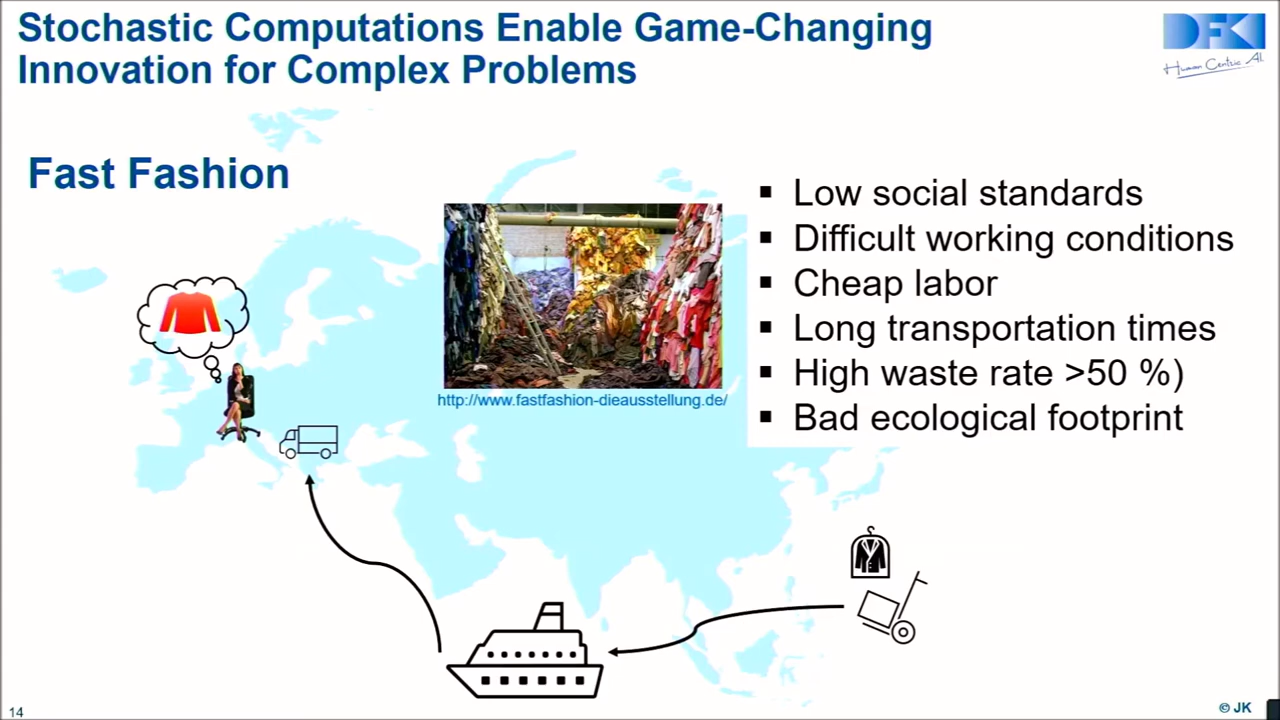 Stochastic Computations Enable Game-Changing
Innovation for Complex Problems
DFKI
Human Centric AI.
Fast Fashion
▪ Low social standards
▪ Difficult working conditions
▪ Cheap labor
▪ Long transportation times
▪ High waste rate >50 %)
▪ Bad ecological footprint
http://www.fastfashion-dieausstellung.de/
14
© JK